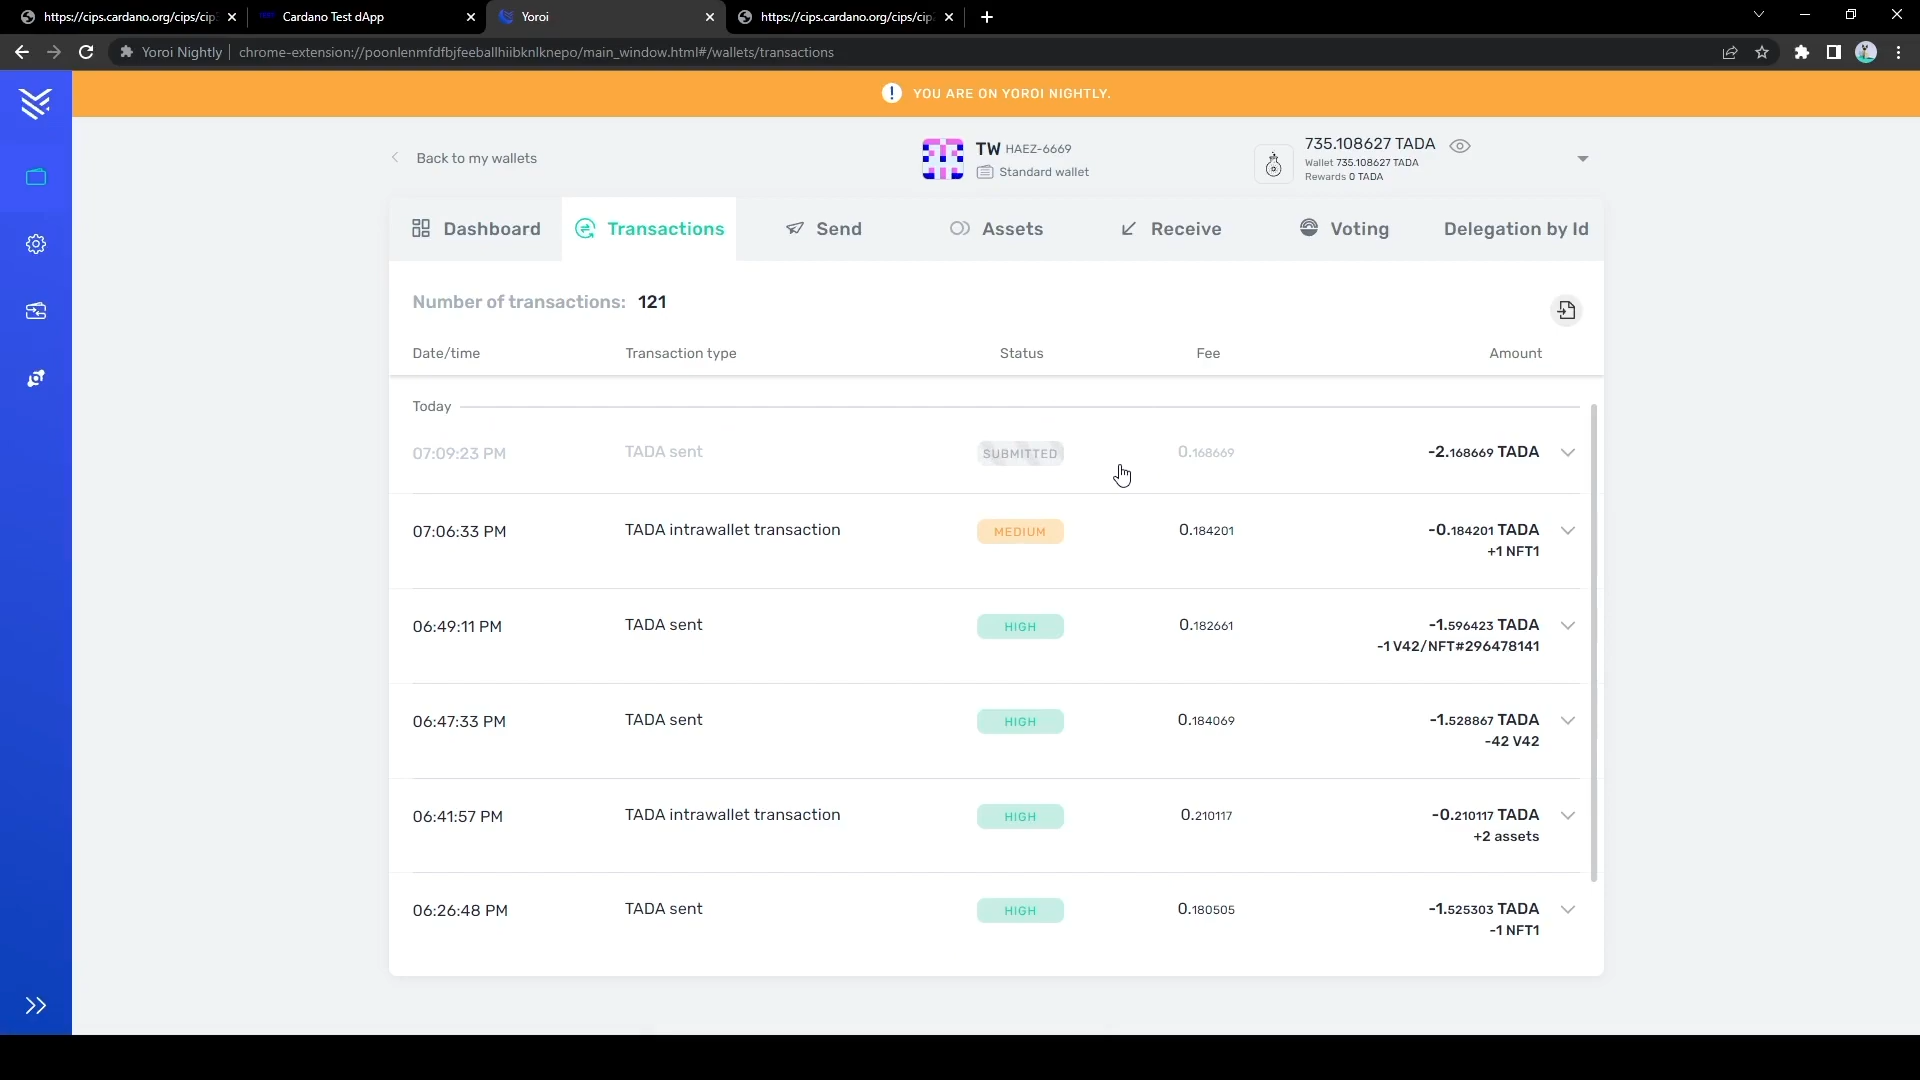 https://cips.cardano.org/cips/cip3
Cardano Test dApp
Yoroi
https://cips.cardano.org/cips/cip
Yoroi Nightly
chrome-extension://poonlenmfdfbjfeeballhiibknlknepo/main_window.html#/wallets/transactions
YOU ARE ON YOROI NIGHTLY.
Back to my wallets
TW HAEZ-6669
Standard wallet
735.108627 TADA
Wallet 735.108627 TADA
Rewards 0 TADA
Dashboard
Transactions
Send
Assets
Receive
Voting
Delegation by Id
Number of transactions: 121
Date/time Transaction type Status Fee Amount
Today
07:09:23 PM TADA sent SUBMITTED 0.168669 -2.168669 TADA
07:06:33 PM TADA intrawallet transaction MEDIUM 0.184201 -0.184201 TADA
+1 NFT1
06:49:11 PM TADA sent HIGH 0.182661 -1.596423 TADA
-1 V42/NFT#296478141
06:47:33 PM TADA sent HIGH 0.184069 -1.528867 TADA
-42 V42
06:41:57 PM TADA intrawallet transaction HIGH 0.210117 -0.210117 TADA
+2 assets
06:26:48 PM TADA sent HIGH 0.180505 -1.525303 TADA
-1 NFT1